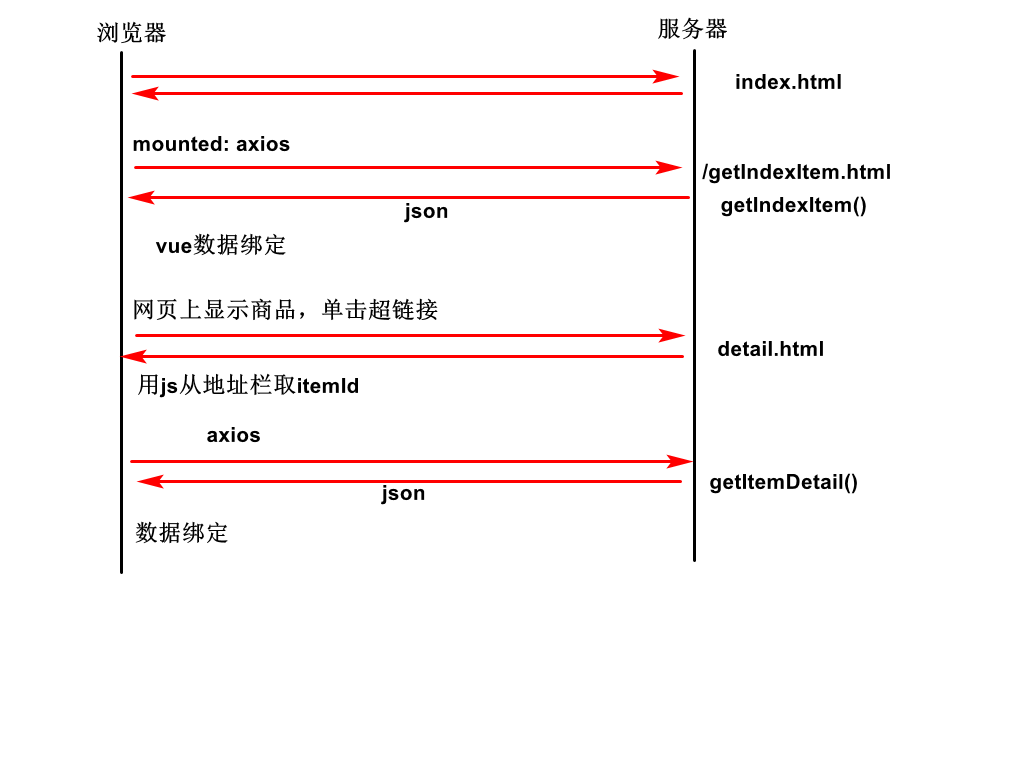 浏览器
服务器
index.html
mounted: axios
/getIndexItem.html
getIndexItem()
json
vue数据绑定
网页上显示商品，单击超链接
detail.html
用js从地址栏取itemId
axios
getItemDetail()
json
数据绑定